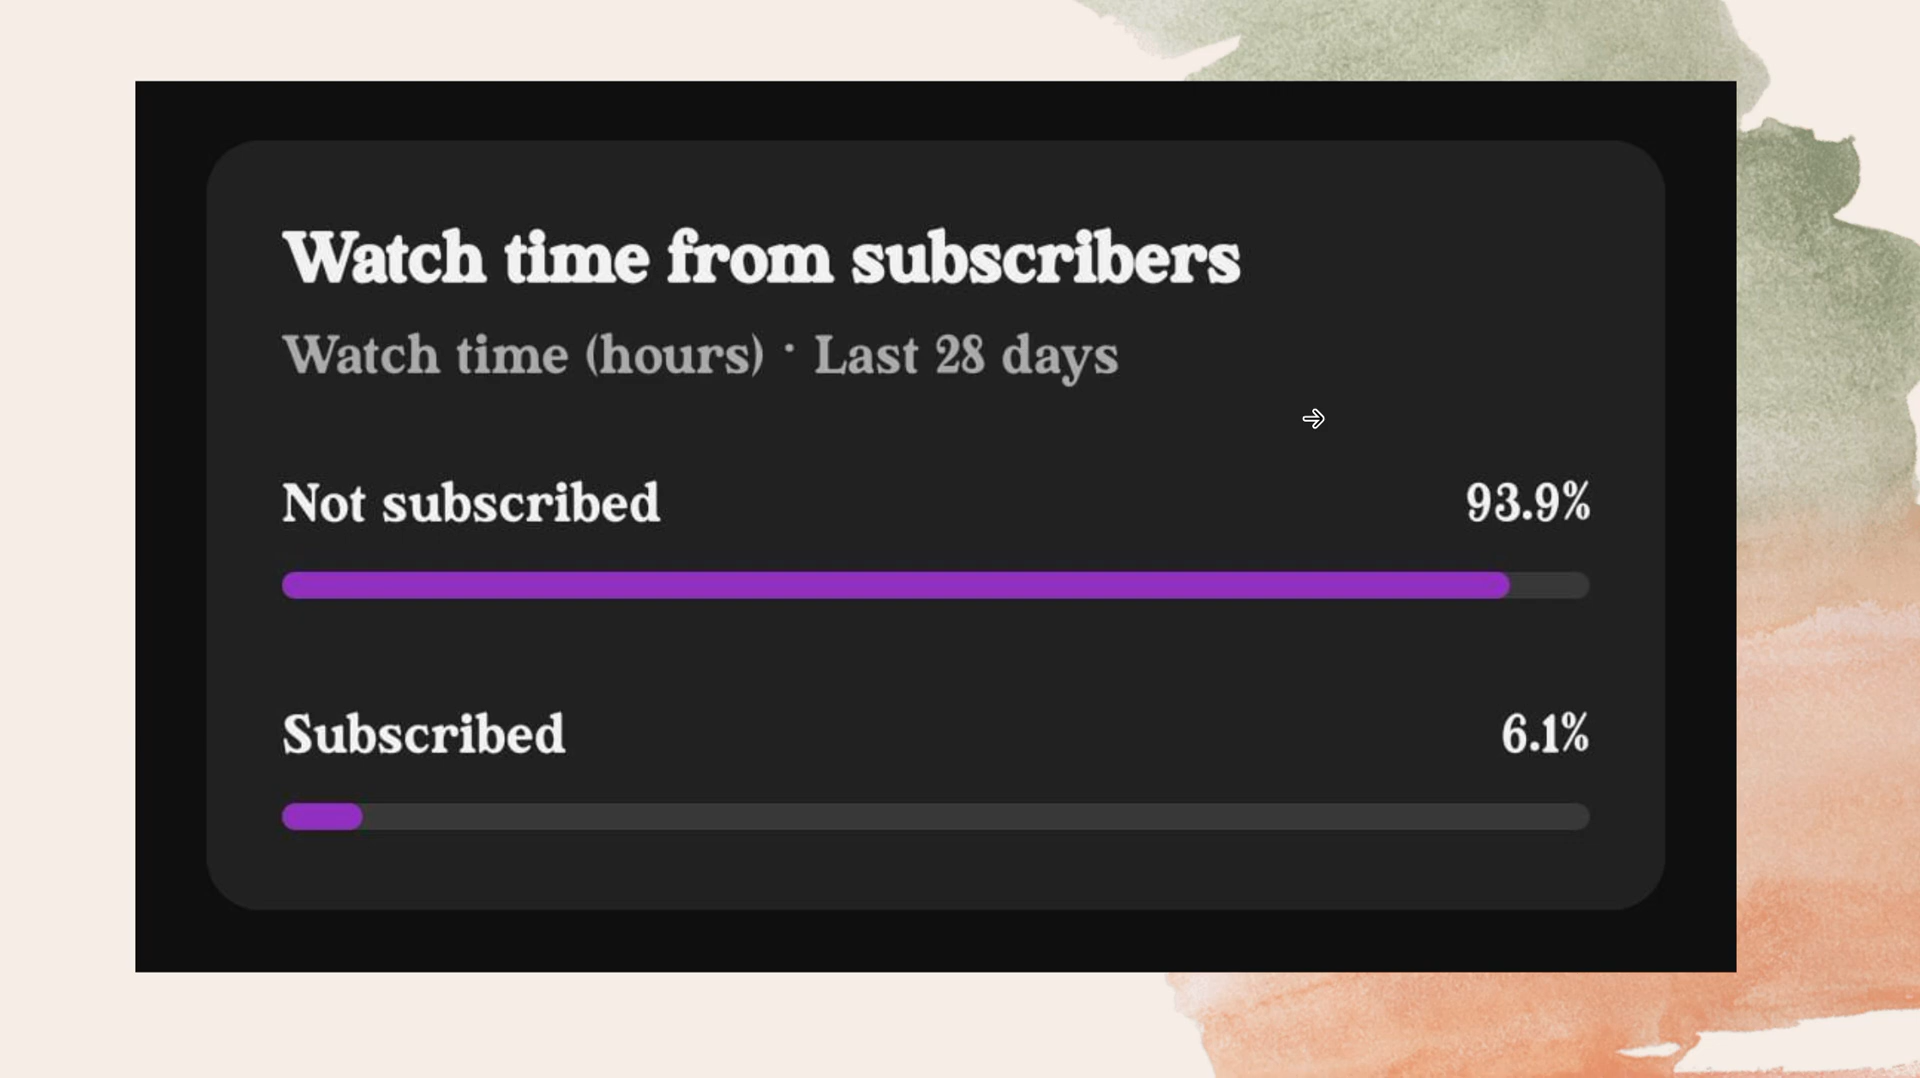 Watch time from subscribers
Watch time (hours) · Last 28 days
Not subscribed 93.9%
Subscribed 6.1%